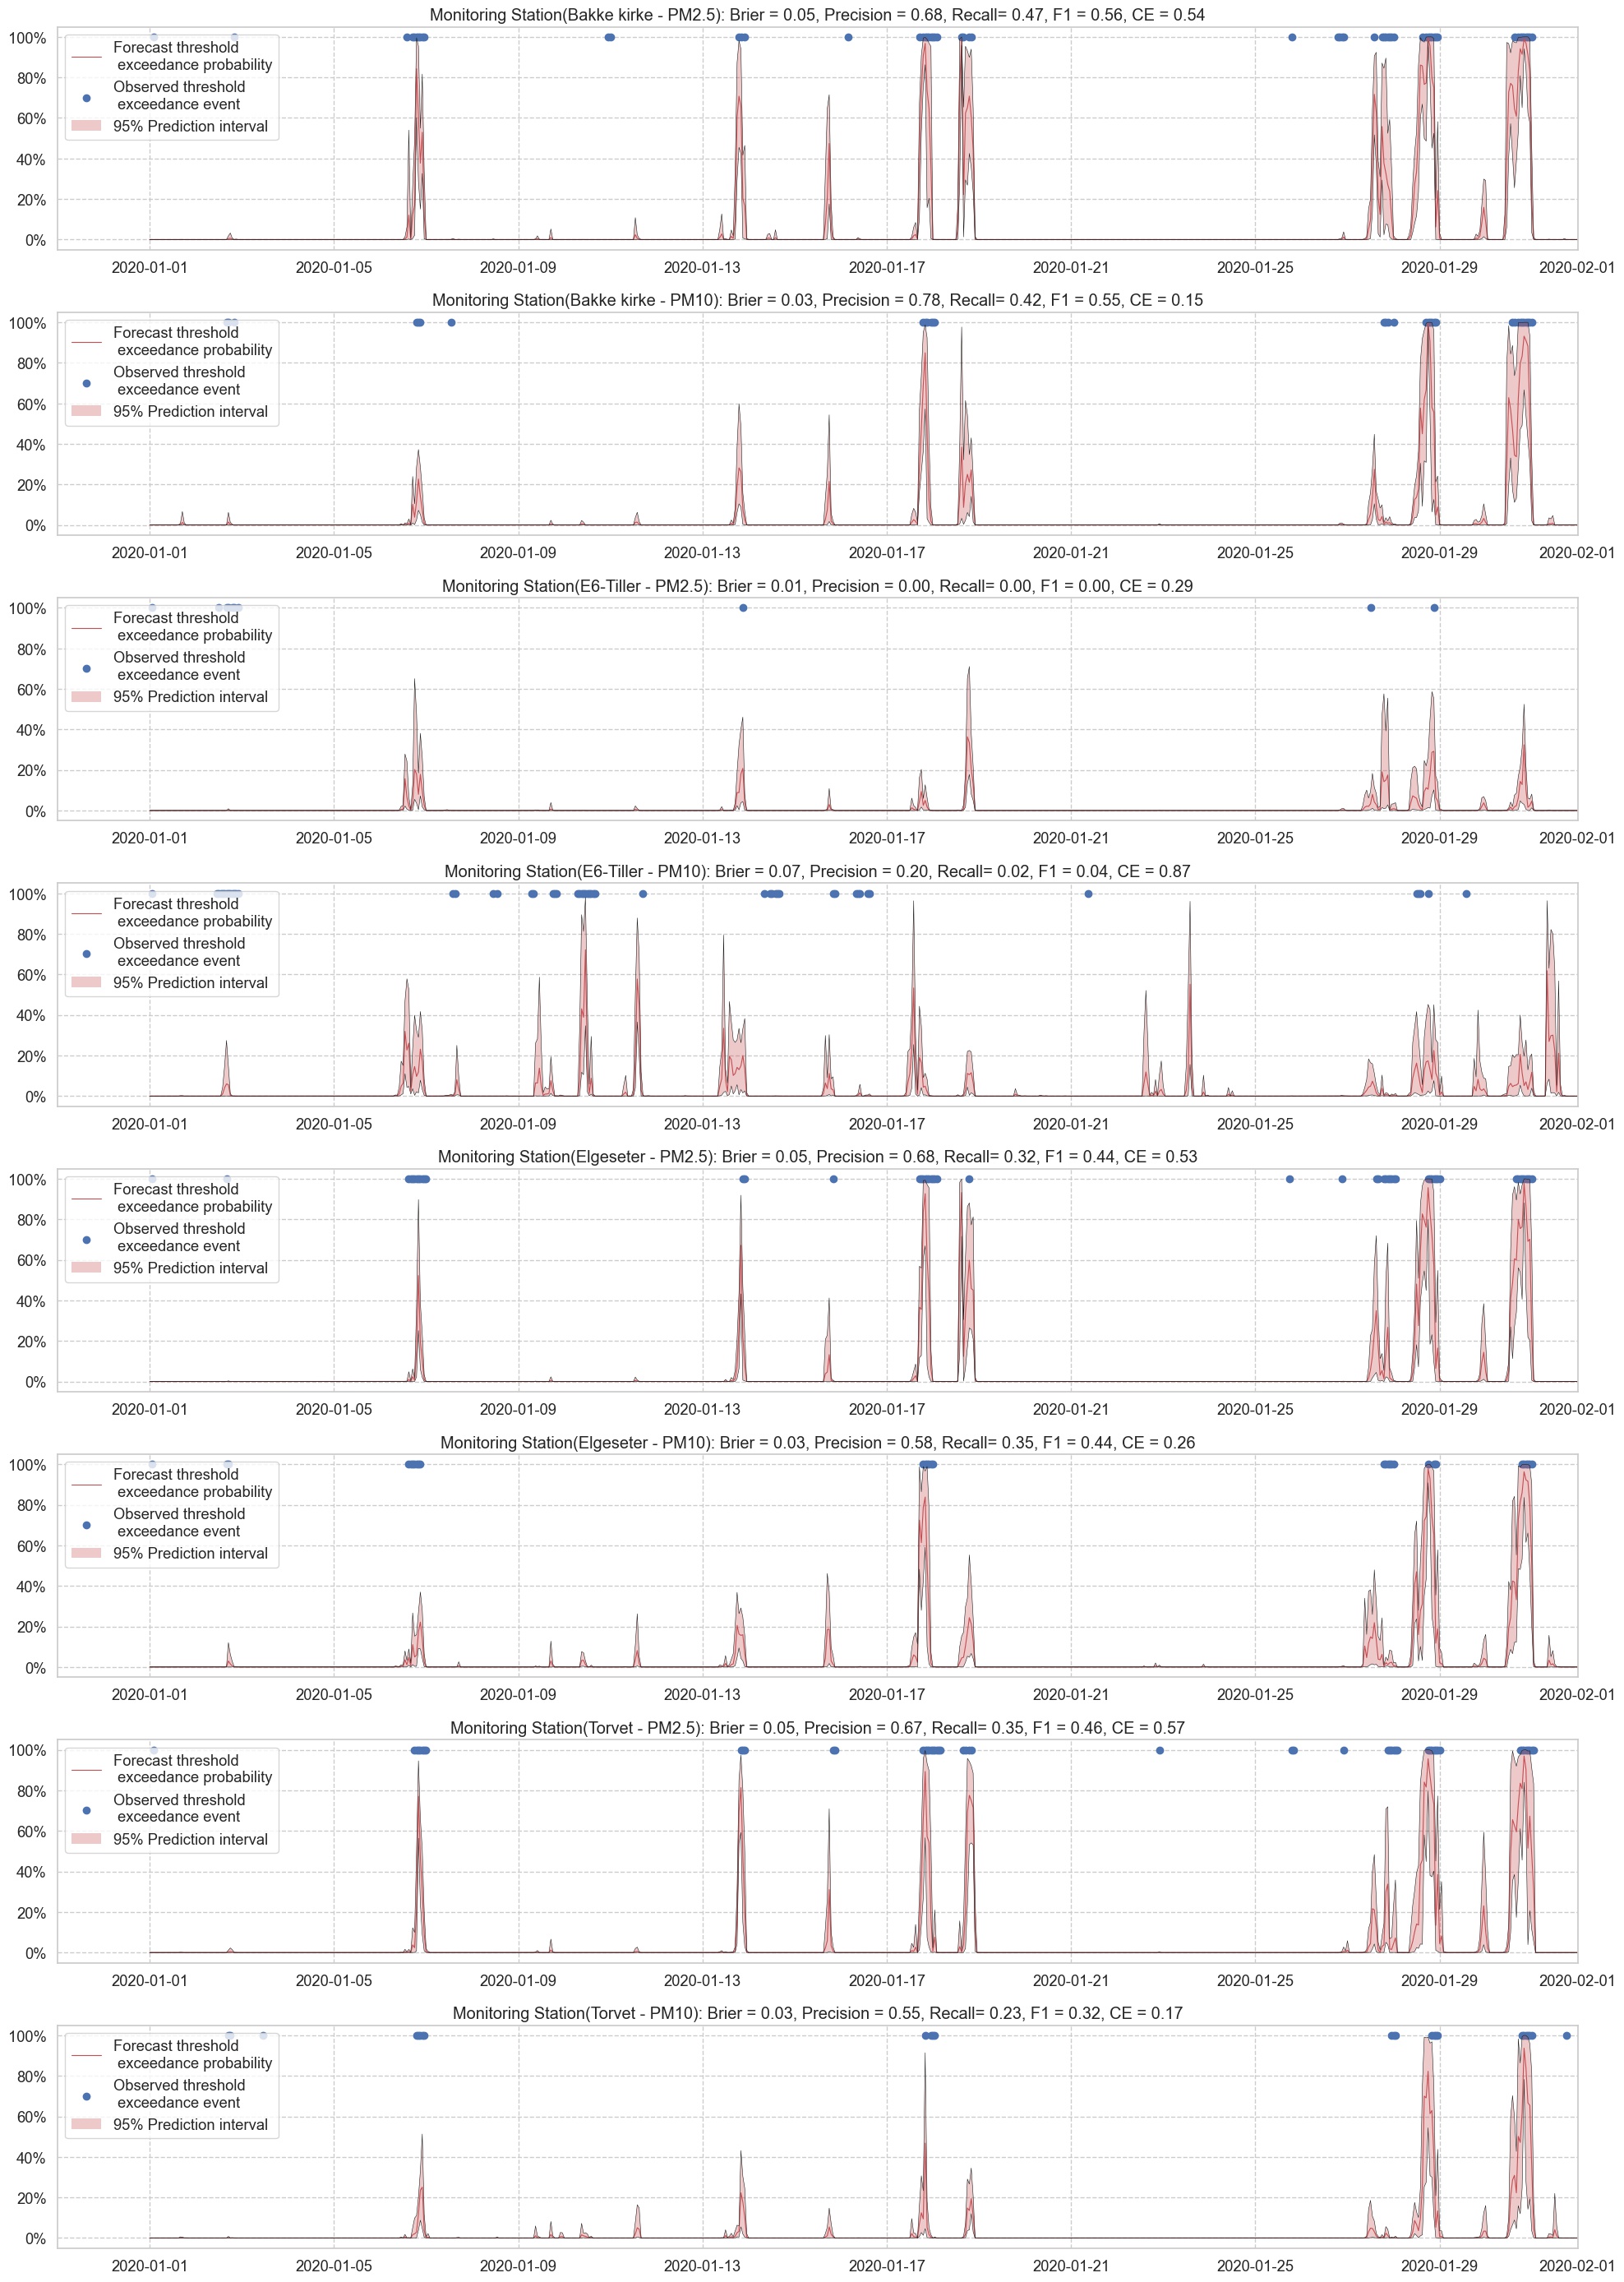 Monitoring Station(Bakke kirke - PM2.5): Brier = 0.05, Precision = 0.68, Recall= 0.47, F1 = 0.56, CE = 0.54
100%
80%
60%
40%
20%
0%
Forecast threshold
exceedance probability
Observed threshold
exceedance event
95% Prediction interval
2020-01-01 2020-01-05 2020-01-09 2020-01-13 2020-01-17 2020-01-21 2020-01-25 2020-01-29 2020-02-01
Monitoring Station(Bakke kirke - PM10): Brier = 0.03, Precision = 0.78, Recall= 0.42, F1 = 0.55, CE = 0.15
100%
80%
60%
40%
20%
0%
Forecast threshold
exceedance probability
Observed threshold
exceedance event
95% Prediction interval
2020-01-01 2020-01-05 2020-01-09 2020-01-13 2020-01-17 2020-01-21 2020-01-25 2020-01-29 2020-02-01
Monitoring Station(E6-Tiller - PM2.5): Brier = 0.01, Precision = 0.00, Recall= 0.00, F1 = 0.00, CE = 0.29
100%
80%
60%
40%
20%
0%
Forecast threshold
exceedance probability
Observed threshold
exceedance event
95% Prediction interval
2020-01-01 2020-01-05 2020-01-09 2020-01-13 2020-01-17 2020-01-21 2020-01-25 2020-01-29 2020-02-01
Monitoring Station(E6-Tiller - PM10): Brier = 0.07, Precision = 0.20, Recall= 0.02, F1 = 0.04, CE = 0.87
100%
80%
60%
40%
20%
0%
Forecast threshold
exceedance probability
Observed threshold
exceedance event
95% Prediction interval
2020-01-01 2020-01-05 2020-01-09 2020-01-13 2020-01-17 2020-01-21 2020-01-25 2020-01-29 2020-02-01
Monitoring Station(Elgeseter - PM2.5): Brier = 0.05, Precision = 0.68, Recall= 0.32, F1 = 0.44, CE = 0.53
100%
80%
60%
40%
20%
0%
Forecast threshold
exceedance probability
Observed threshold
exceedance event
95% Prediction interval
2020-01-01 2020-01-05 2020-01-09 2020-01-13 2020-01-17 2020-01-21 2020-01-25 2020-01-29 2020-02-01
Monitoring Station(Elgeseter - PM10): Brier = 0.03, Precision = 0.58, Recall= 0.35, F1 = 0.44, CE = 0.26
100%
80%
60%
40%
20%
0%
Forecast threshold
exceedance probability
Observed threshold
exceedance event
95% Prediction interval
2020-01-01 2020-01-05 2020-01-09 2020-01-13 2020-01-17 2020-01-21 2020-01-25 2020-01-29 2020-02-01
Monitoring Station(Torvet - PM2.5): Brier = 0.05, Precision = 0.67, Recall= 0.35, F1 = 0.46, CE = 0.57
100%
80%
60%
40%
20%
0%
Forecast threshold
exceedance probability
Observed threshold
exceedance event
95% Prediction interval
2020-01-01 2020-01-05 2020-01-09 2020-01-13 2020-01-17 2020-01-21 2020-01-25 2020-01-29 2020-02-01
Monitoring Station(Torvet - PM10): Brier = 0.03, Precision = 0.55, Recall= 0.23, F1 = 0.32, CE = 0.17
100%
80%
60%
40%
20%
0%
Forecast threshold
exceedance probability
Observed threshold
exceedance event
95% Prediction interval
2020-01-01 2020-01-05 2020-01-09 2020-01-13 2020-01-17 2020-01-21 2020-01-25 2020-01-29 2020-02-01